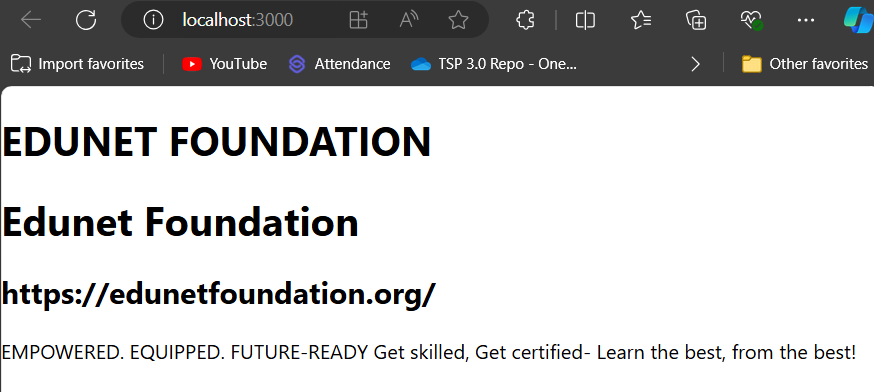 localhost:3000
Import favorites YouTube Attendance TSP 3.0 Repo - One... Other favorites
EDUNET FOUNDATION
Edunet Foundation
https://edunetfoundation.org/
EMPOWERED. EQUIPPED. FUTURE-READY Get skilled, Get certified- Learn the best, from the best!